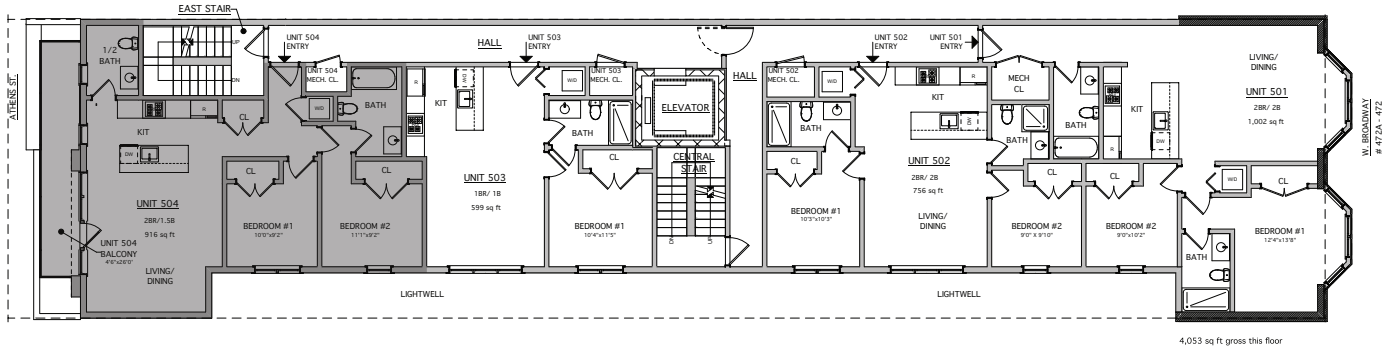 EAST STAIR
1/2
BATH
UP
DN
HALL
UNIT 504
ENTRY
UNIT 503
ENTRY
UNIT 502
ENTRY
UNIT 501
ENTRY
HALL
ATHENS ST.
UNIT 504
MECH. CL.
BATH
W/D
R
CL
KIT
DW
UNIT 504
2BR/1.5B
916 sq ft
UNIT 504
BALCONY
4'6"x26'0"
LIVING/
DINING
CL
BEDROOM #1
10'0"x9'2"
CL
BEDROOM #2
11'1"x9'2"
R
KIT
DW
UNIT 503
1BR/ 1B
599 sq ft
W/D
UNIT 503
MECH. CL.
BATH
CL
BEDROOM #1
10'4"x11'5"
ELEVATOR
CENTRAL
STAIR
DN
UP
UNIT 502
MECH. CL.
W/D
BATH
CL
BEDROOM #1
10'3"x10'3"
R
KIT
DW
UNIT 502
2BR/ 2B
756 sq ft
LIVING/
DINING
MECH
CL
BATH
BATH
KIT
R
DW
CL
BEDROOM #2
9'0" X 9'10"
CL
BEDROOM #2
9'0"x10'2"
LIVING/
DINING
UNIT 501
2BR/ 2B
1,002 sq ft
W/D
CL
BEDROOM #1
12'4"x13'8"
BATH
W. BROADWAY
# 472A - 472
LIGHTWELL
LIGHTWELL
4,053 sq ft gross this floor